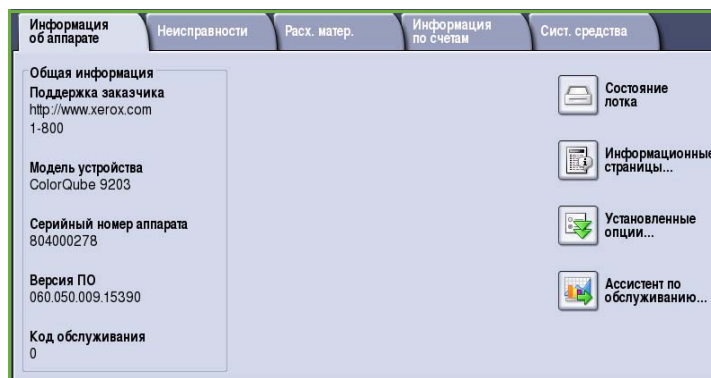 Информация
об аппарате
Неисправности
Расх. матер.
Информация
по счетам
Сист. средства
Общая информация
Поддержка заказчика
http://www.xerox.com
1-800
Модель устройства
ColorQube 9203
Серийный номер аппарата
804000278
Версия ПО
060.050.009.15390
Код обслуживания
0
Состояние
лотка
Информационные
страницы...
Установленные
опции...
Ассистент по
обслуживанию...